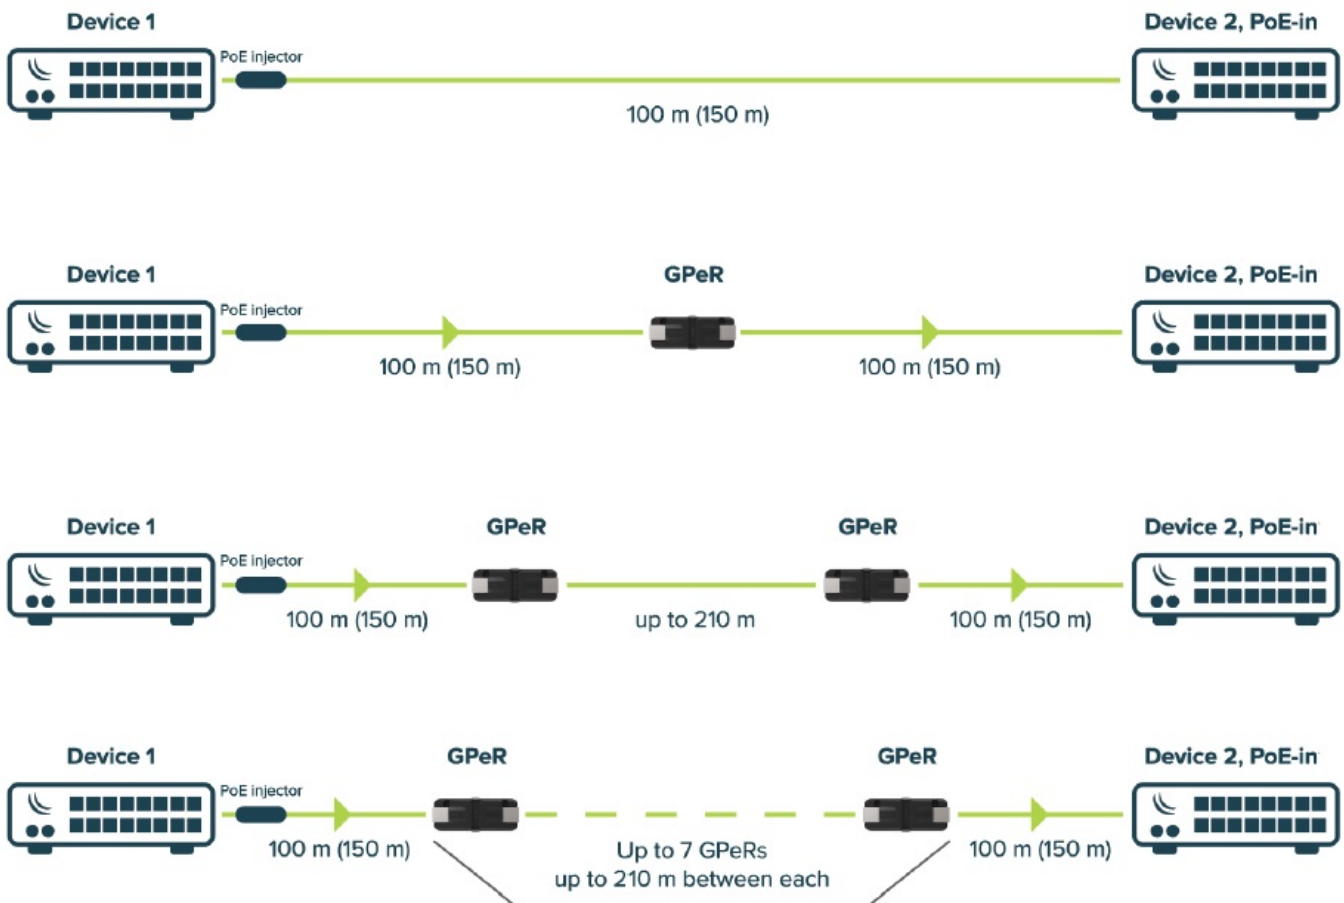 Device 1
Device 2, PoE-in
PoE injector
100 m (150 m)
Device 1
GPeR
Device 2, PoE-in
PoE injector
100 m (150 m)
100 m (150 m)
Device 1
GPeR
GPeR
Device 2, PoE-in
PoE injector
100 m (150 m)
up to 210 m
100 m (150 m)
Device 1
GPeR
GPeR
Device 2, PoE-in
PoE injector
100 m (150 m)
Up to 7 GPeRs
up to 210 m between each
100 m (150 m)